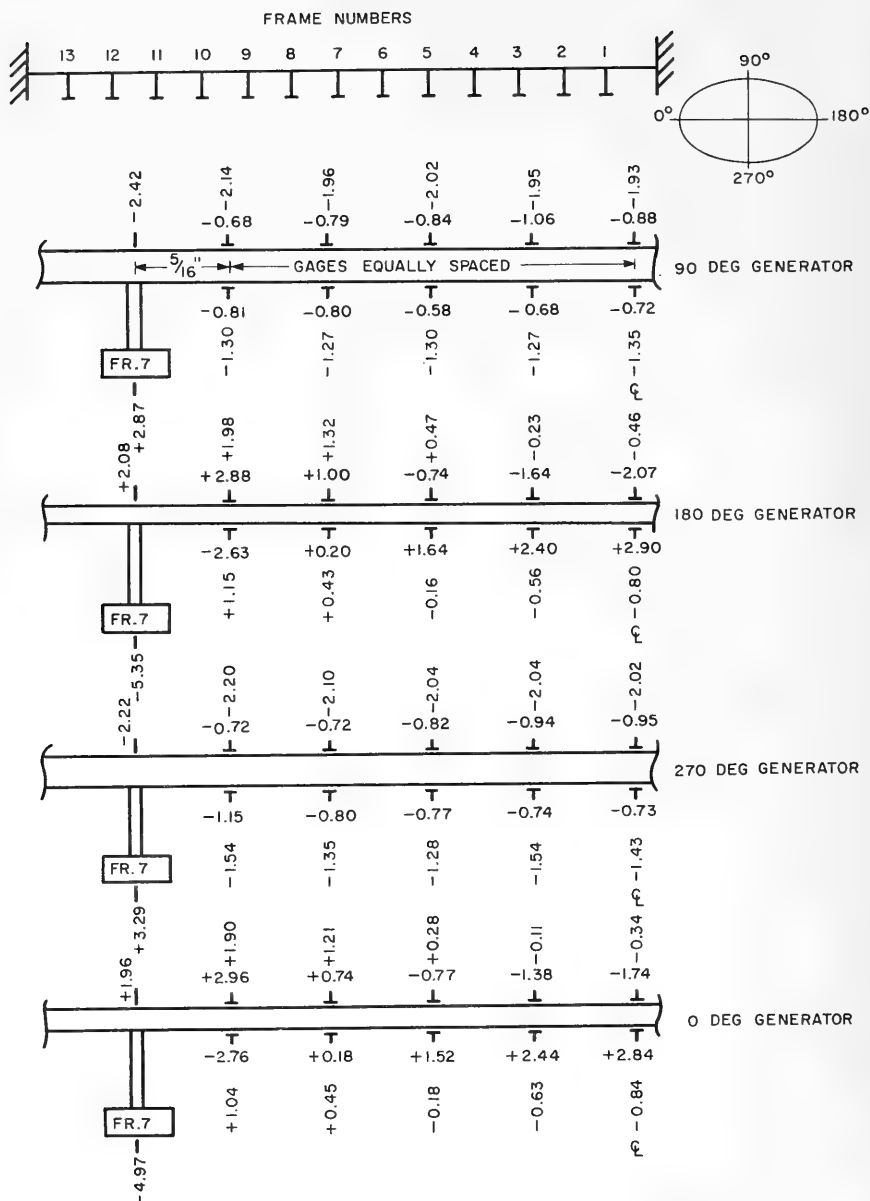 FRAME NUMBERS
13 12 11 10 9 8 7 6 5 4 3 2 1
90°
0° 180°
270°
-2.42 -2.14 -1.96 -2.02 -1.95 -1.93
-0.68 -0.79 -0.84 -1.06 -0.88
5/16" GAGES EQUALLY SPACED
90 DEG GENERATOR
-0.81 -0.80 -0.58 -0.68 -0.72
FR.7
-1.30 -1.27 -1.30 -1.27 -1.35
℄
+2.87
+2.08 +1.98 +1.32 +0.47 -0.23 -0.46
+2.88 +1.00 -0.74 -1.64 -2.07
180 DEG GENERATOR
-2.63 +0.20 +1.64 +2.40 +2.90
FR.7
+1.15 +0.43 -0.16 -0.56 -0.80
℄
-5.35
-2.22 -2.20 -2.10 -2.04 -2.04 -2.02
-0.72 -0.72 -0.82 -0.94 -0.95
270 DEG GENERATOR
-1.15 -0.80 -0.77 -0.74 -0.73
FR.7
-1.54 -1.35 -1.28 -1.54 -1.43
℄
+3.29
+1.96 +1.90 +1.21 +0.28 -0.11 -0.34
+2.96 +0.74 -0.77 -1.38 -1.74
0 DEG GENERATOR
-2.76 +0.18 +1.52 +2.44 +2.84
FR.7
+1.04 +0.45 -0.18 -0.63 -0.84
℄
-4.97